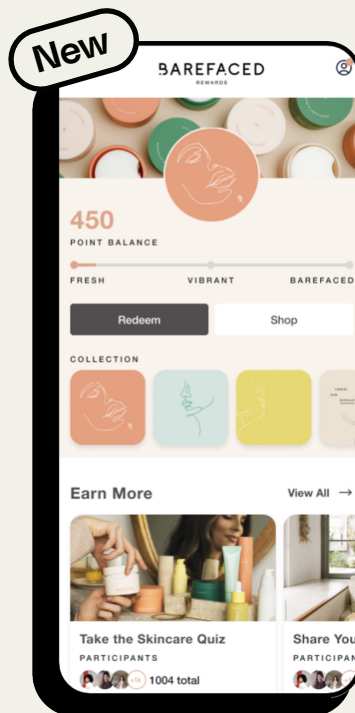 New
BAREFACED
REWARDS
450
POINT BALANCE
FRESH VIBRANT BAREFACED
Redeem Shop
COLLECTION
Earn More View All →
Take the Skincare Quiz Share You
PARTICIPANTS PARTICIPAN
1004 total